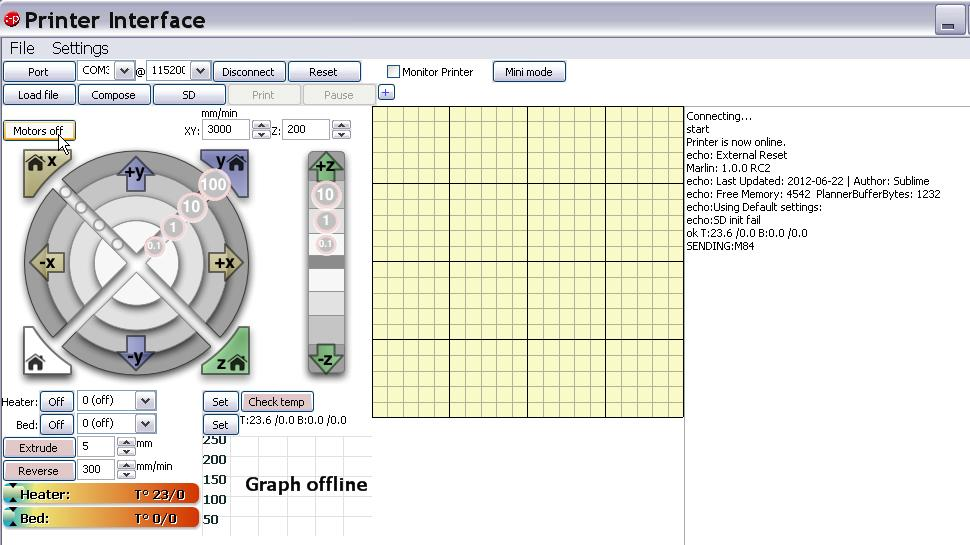 Printer Interface
File Settings
Port COM3 @ 11520 Disconnect Reset Monitor Printer Mini mode
Load file Compose SD Print Pause +
mm/min
Motors off XY: 3000 Z: 200
x +y y +z
100 10
10 1
1 0.1
0.1
-x +x
-y z -z
Heater: Off 0 (off) Set Check temp
Bed: Off 0 (off) Set T:23.6 /0.0 B:0.0 /0.0
Extrude 5 mm
Reverse 300 mm/min
Heater: T° 23/0
Bed: T° 0/0
250
200
150
100
50
Graph offline
Connecting...
start
Printer is now online.
echo: External Reset
Marlin: 1.0.0 RC2
echo: Last Updated: 2012-06-22 | Author: Sublime
echo: Free Memory: 4542 PlannerBufferBytes: 1232
echo:Using Default settings:
echo:SD init fail
ok T:23.6 /0.0 B:0.0 /0.0
SENDING:M84